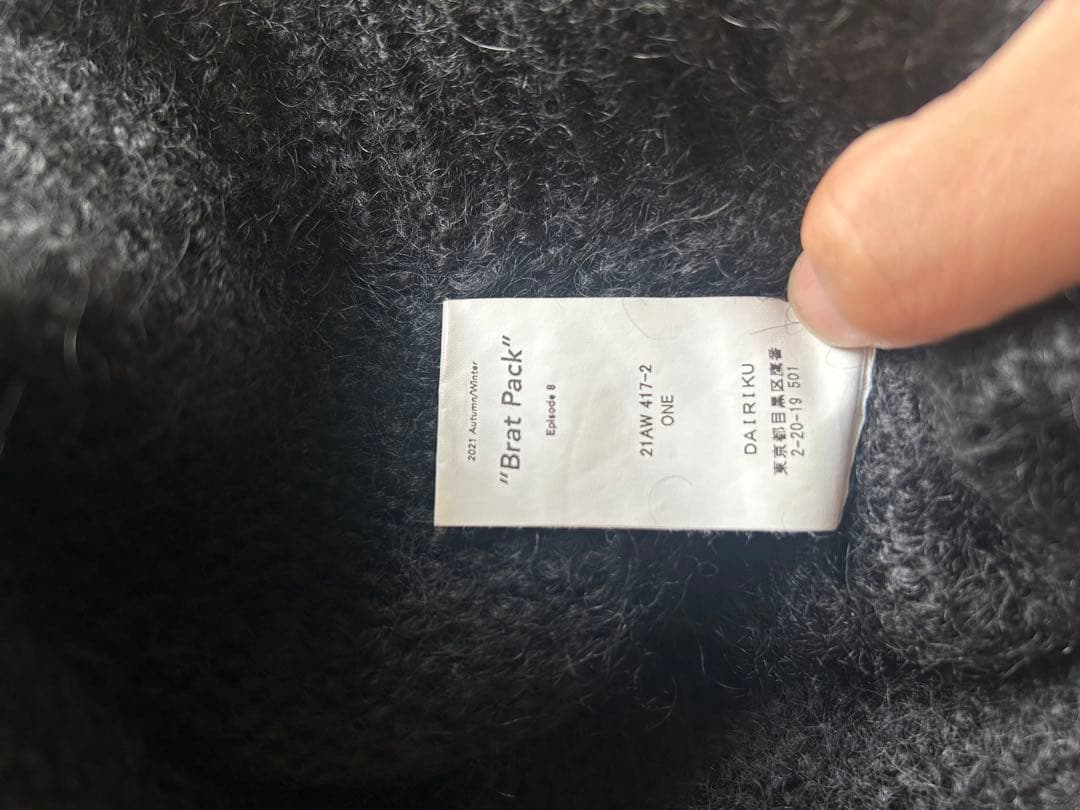 2021 Autumn/Winter
"Brat Pack"
Episode 8
21AW 417-2
ONE
DAIRIKU
東京都目黒区鷹番
2-20-19 501